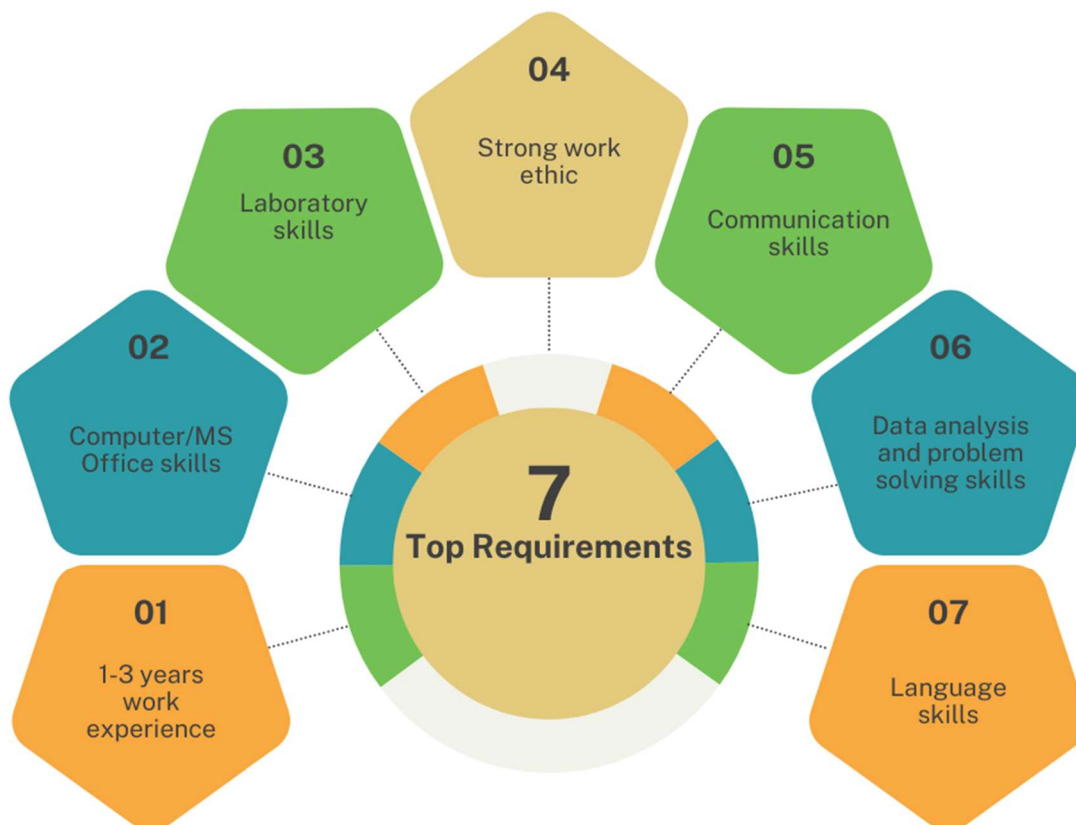 04
Strong work
ethic
03
Laboratory
skills
05
Communication
skills
02
Computer/MS
Office skills
06
Data analysis
and problem
solving skills
7
Top Requirements
01
1-3 years
work
experience
07
Language
skills